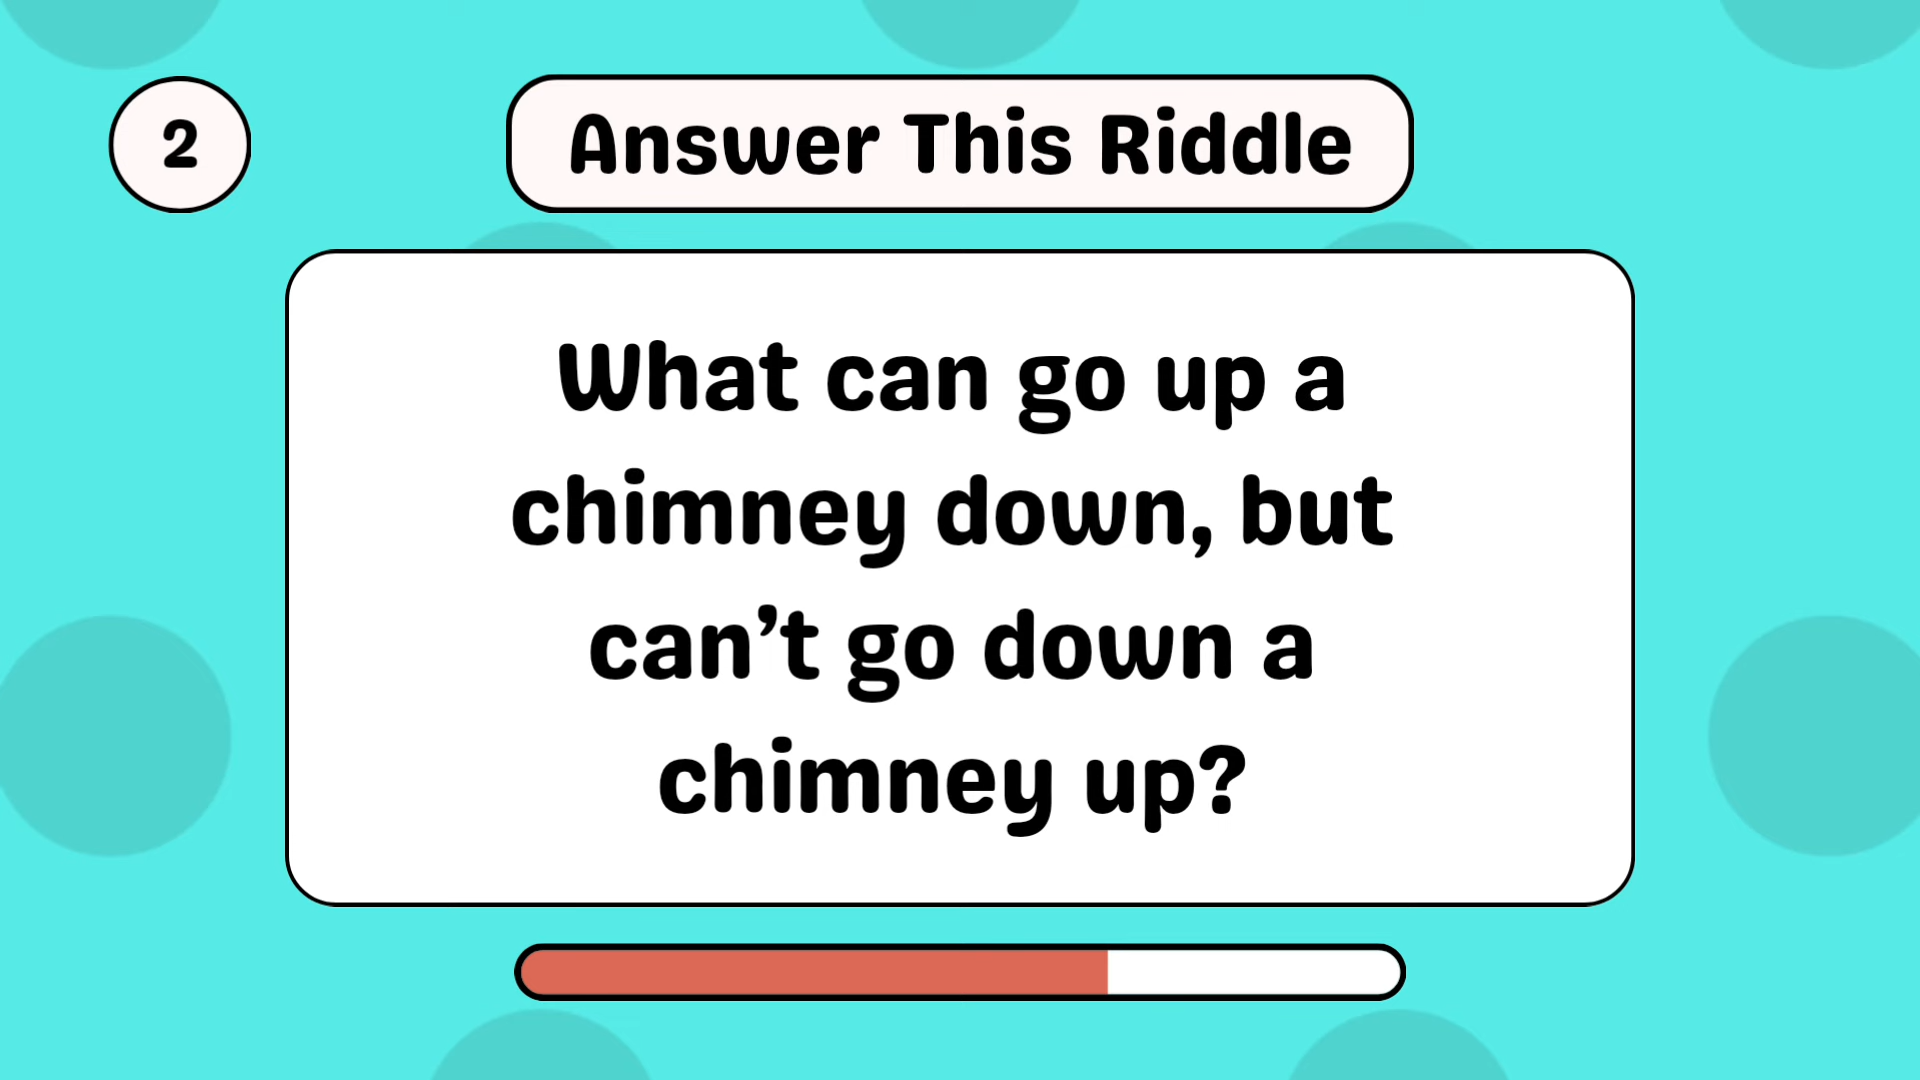 2
Answer This Riddle
What can go up a
chimney down, but
can’t go down a
chimney up?